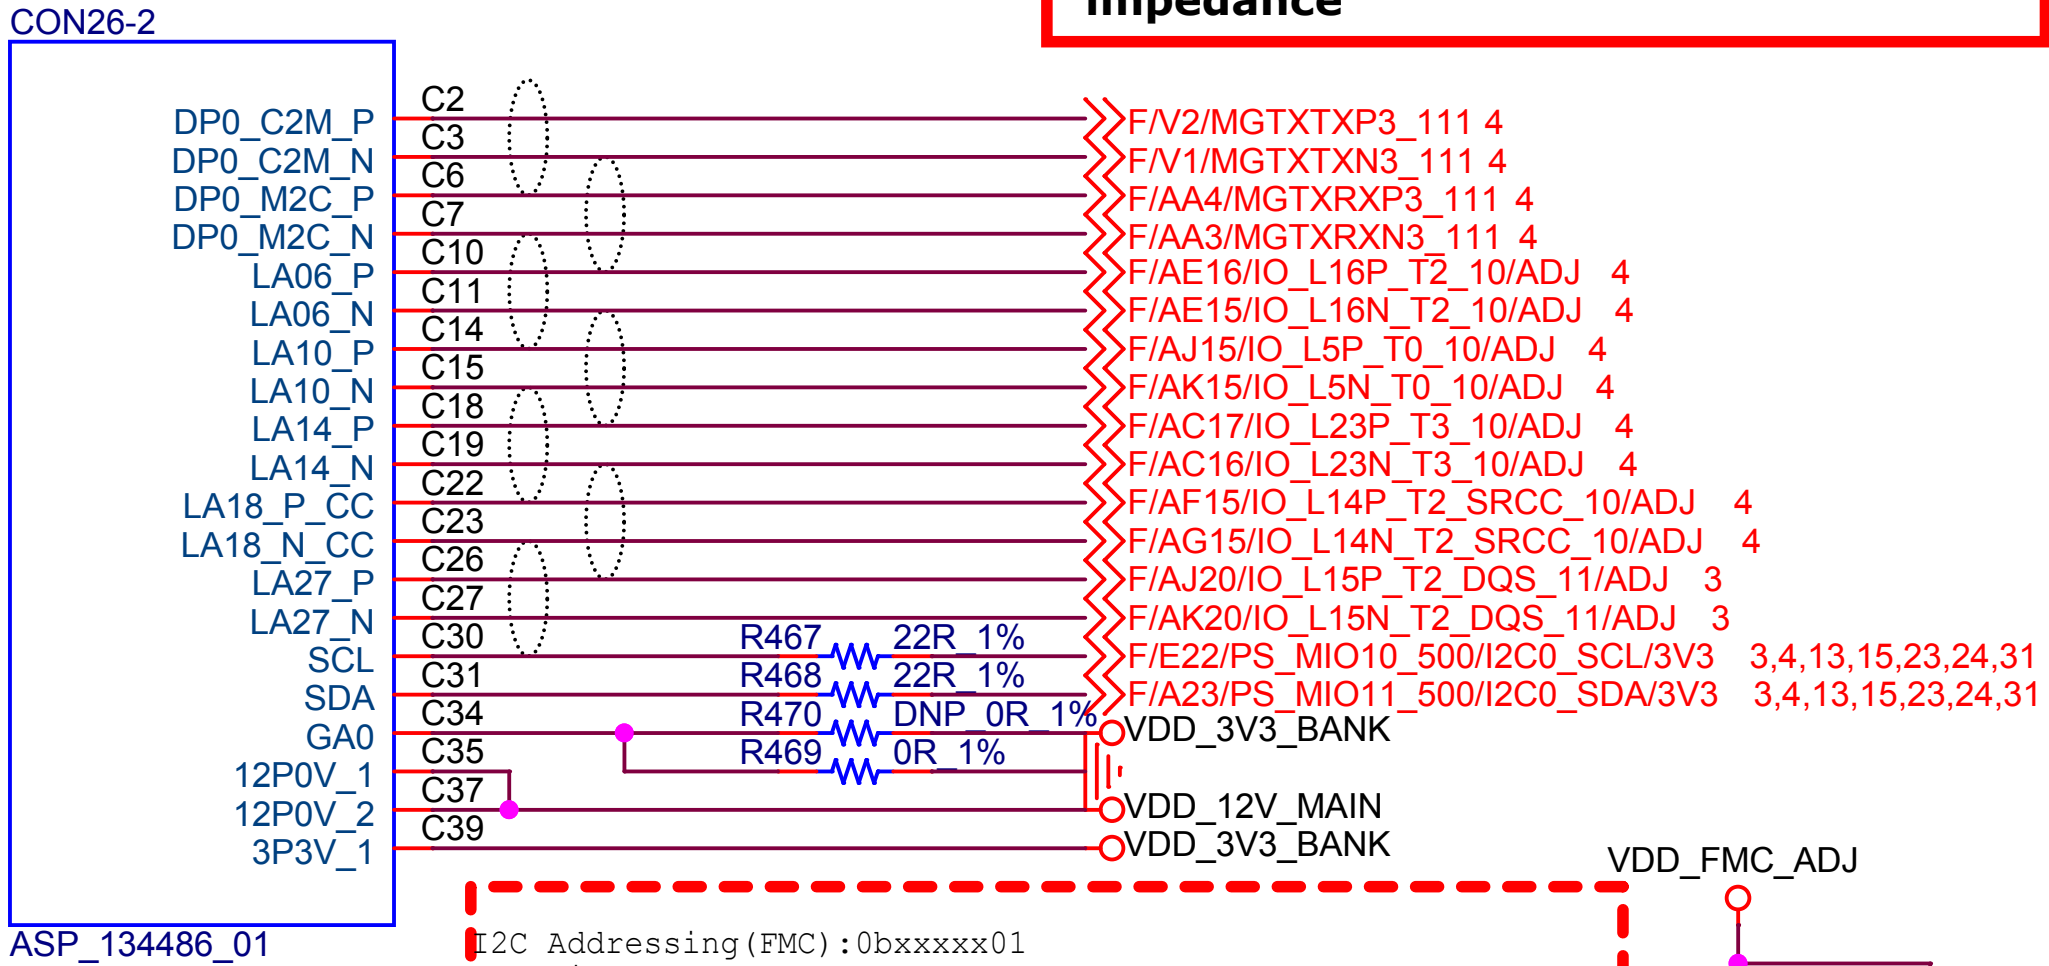 impedance
CON26-2
C2
DP0_C2M_P F/V2/MGTXTXP3_111 4
C3
DP0_C2M_N F/V1/MGTXTXN3_111 4
C6
DP0_M2C_P F/AA4/MGTXRXP3_111 4
C7
DP0_M2C_N F/AA3/MGTXRXN3_111 4
C10
LA06_P F/AE16/IO_L16P_T2_10/ADJ 4
C11
LA06_N F/AE15/IO_L16N_T2_10/ADJ 4
C14
LA10_P F/AJ15/IO_L5P_T0_10/ADJ 4
C15
LA10_N F/AK15/IO_L5N_T0_10/ADJ 4
C18
LA14_P F/AC17/IO_L23P_T3_10/ADJ 4
C19
LA14_N F/AC16/IO_L23N_T3_10/ADJ 4
C22
LA18_P_CC F/AF15/IO_L14P_T2_SRCC_10/ADJ 4
C23
LA18_N_CC F/AG15/IO_L14N_T2_SRCC_10/ADJ 4
C26
LA27_P F/AJ20/IO_L15P_T2_DQS_11/ADJ 3
C27
LA27_N F/AK20/IO_L15N_T2_DQS_11/ADJ 3
C30 R467 22R_1%
SCL F/E22/PS_MIO10_500/I2C0_SCL/3V3 3,4,13,15,23,24,31
C31 R468 22R_1%
SDA F/A23/PS_MIO11_500/I2C0_SDA/3V3 3,4,13,15,23,24,31
C34 R470 DNP_0R_1%
GA0 VDD_3V3_BANK
C35 R469 0R_1%
12P0V_1
C37
12P0V_2 VDD_12V_MAIN
C39
3P3V_1 VDD_3V3_BANK
VDD_FMC_ADJ
ASP_134486_01
I2C Addressing(FMC):0bxxxxx01